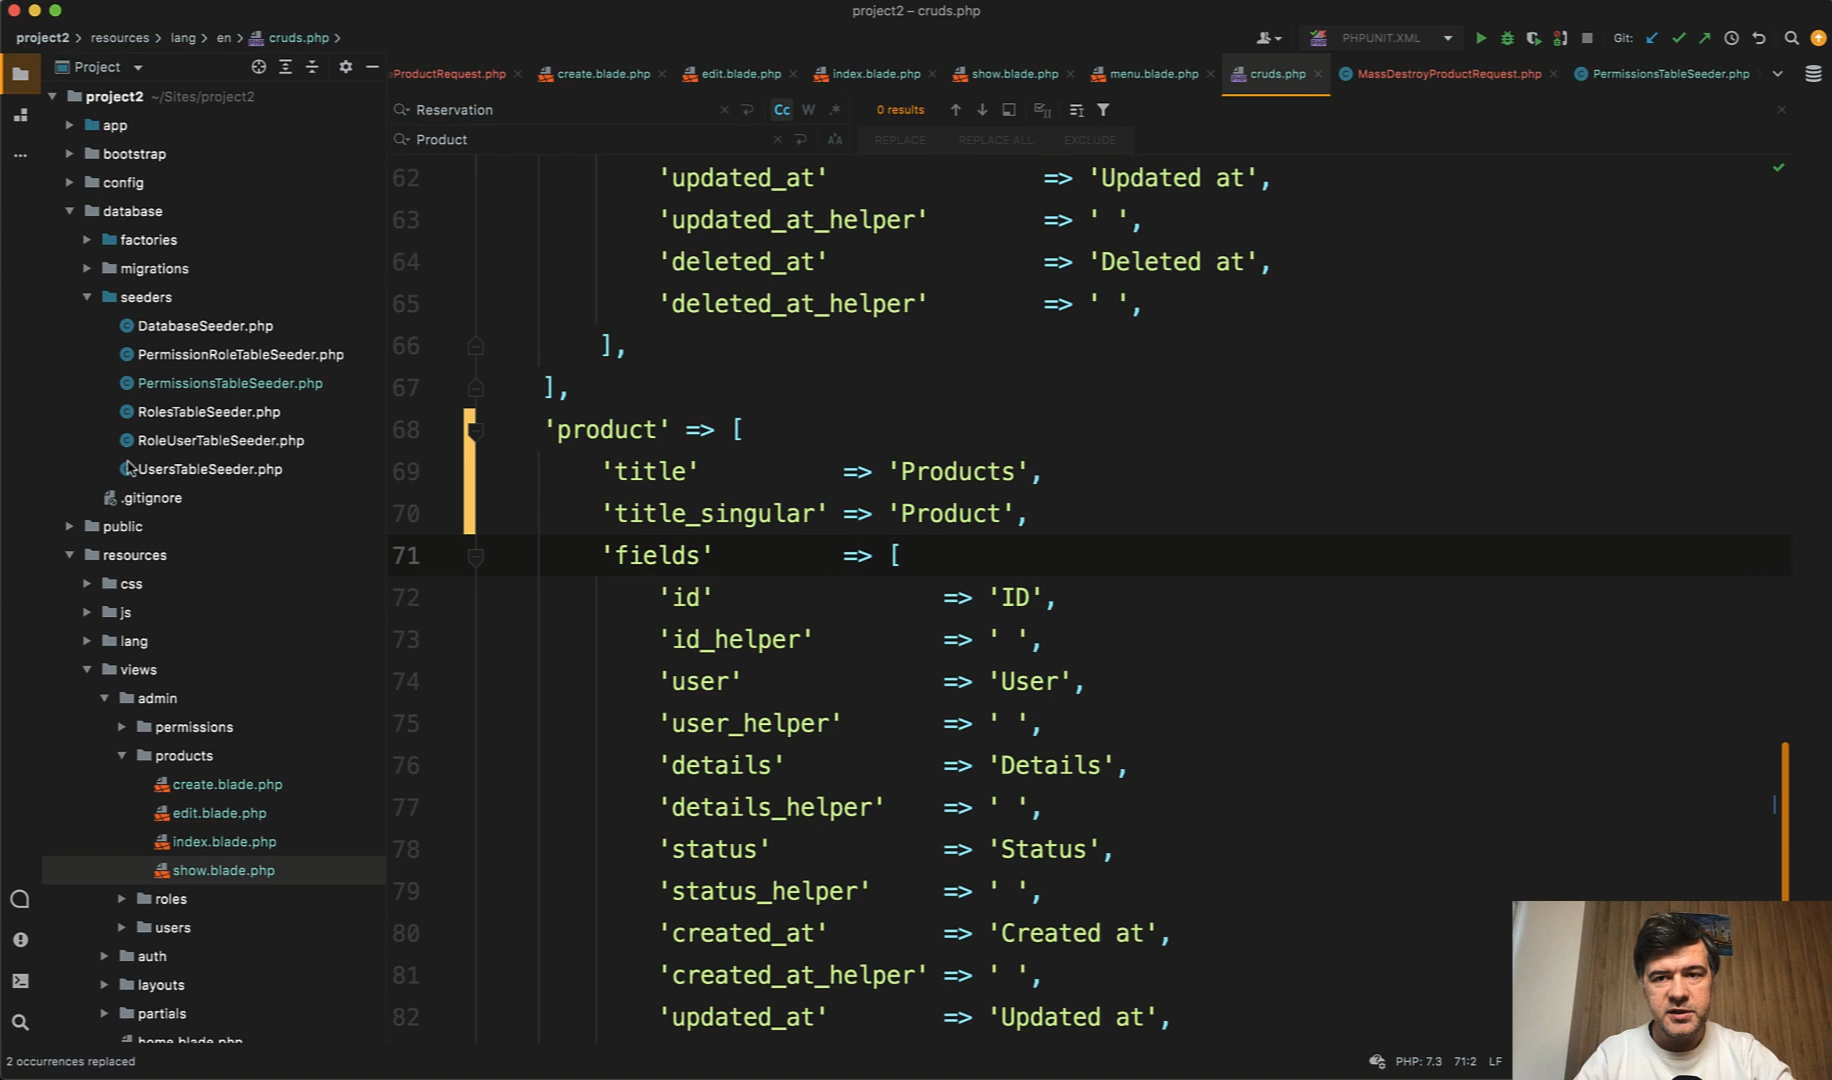 project2 – cruds.php
project2 > resources > lang > en > cruds.php >
PHPUNIT.XML
Git:
Project
eProductRequest.php
create.blade.php
edit.blade.php
index.blade.php
show.blade.php
menu.blade.php
cruds.php
MassDestroyProductRequest.php
PermissionsTableSeeder.php
Reservation
Cc
W
.*
0 results
Product
REPLACE
REPLACE ALL
EXCLUDE
project2 ~/Sites/project2
app
bootstrap
config
database
factories
migrations
seeders
DatabaseSeeder.php
PermissionRoleTableSeeder.php
PermissionsTableSeeder.php
RolesTableSeeder.php
RoleUserTableSeeder.php
UsersTableSeeder.php
.gitignore
public
resources
css
js
lang
views
admin
permissions
products
create.blade.php
edit.blade.php
index.blade.php
show.blade.php
roles
users
auth
layouts
partials
home.blade.php
62 'updated_at' => 'Updated at',
63 'updated_at_helper' => ' ',
64 'deleted_at' => 'Deleted at',
65 'deleted_at_helper' => ' ',
66 ],
67 ],
68 'product' => [
69 'title' => 'Products',
70 'title_singular' => 'Product',
71 'fields' => [
72 'id' => 'ID',
73 'id_helper' => ' ',
74 'user' => 'User',
75 'user_helper' => ' ',
76 'details' => 'Details',
77 'details_helper' => ' ',
78 'status' => 'Status',
79 'status_helper' => ' ',
80 'created_at' => 'Created at',
81 'created_at_helper' => ' ',
82 'updated_at' => 'Updated at',
2 occurrences replaced
PHP: 7.3 71:2 LF